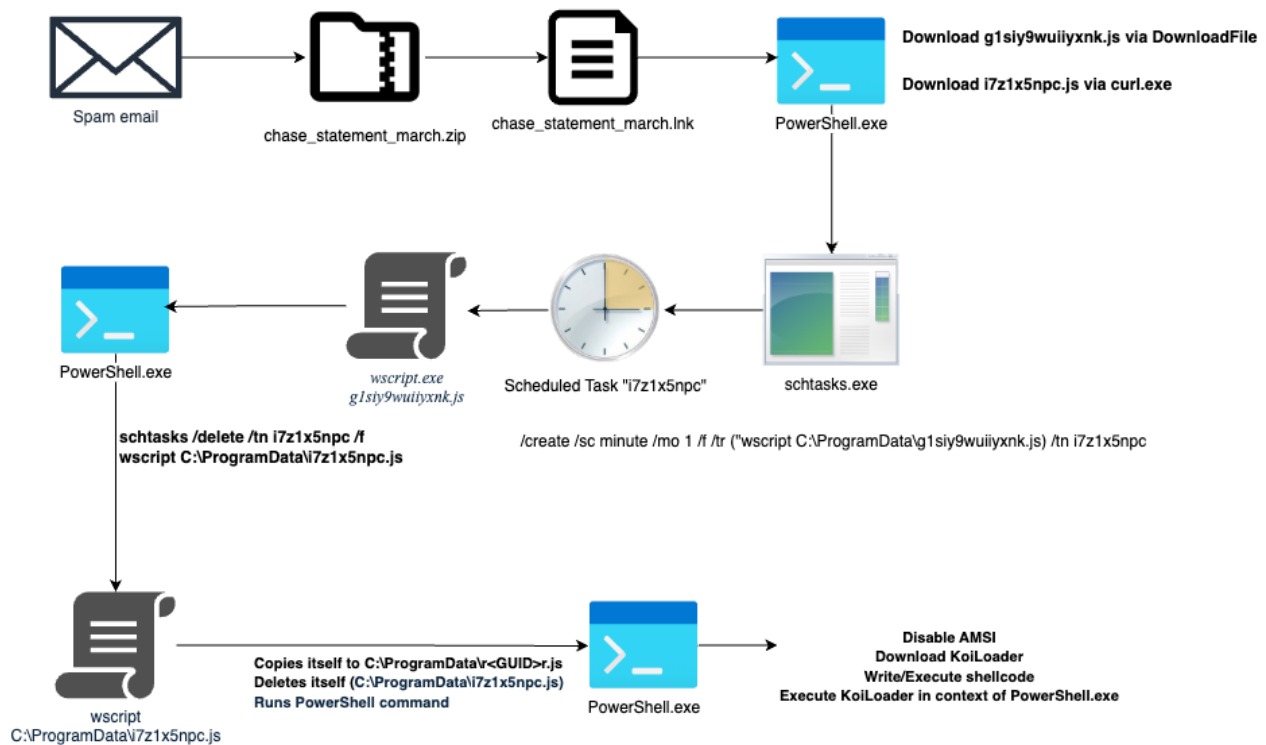 Download g1siy9wuiiyxnk.js via DownloadFile
Download i7z1x5npc.js via curl.exe
Spam email
chase_statement_march.zip
chase_statement_march.lnk
PowerShell.exe
PowerShell.exe
wscript.exe
g1siy9wuiiyxnk.js
Scheduled Task "i7z1x5npc"
schtasks.exe
schtasks /delete /tn i7z1x5npc /f
wscript C:\ProgramData\i7z1x5npc.js
/create /sc minute /mo 1 /f /tr ("wscript C:\ProgramData\g1siy9wuiiyxnk.js) /tn i7z1x5npc
Copies itself to C:\ProgramData\r<GUID>r.js
Deletes itself (C:\ProgramData\i7z1x5npc.js)
Runs PowerShell command
PowerShell.exe
Disable AMSI
Download KoiLoader
Write/Execute shellcode
Execute KoiLoader in context of PowerShell.exe
wscript
C:\ProgramData\i7z1x5npc.js